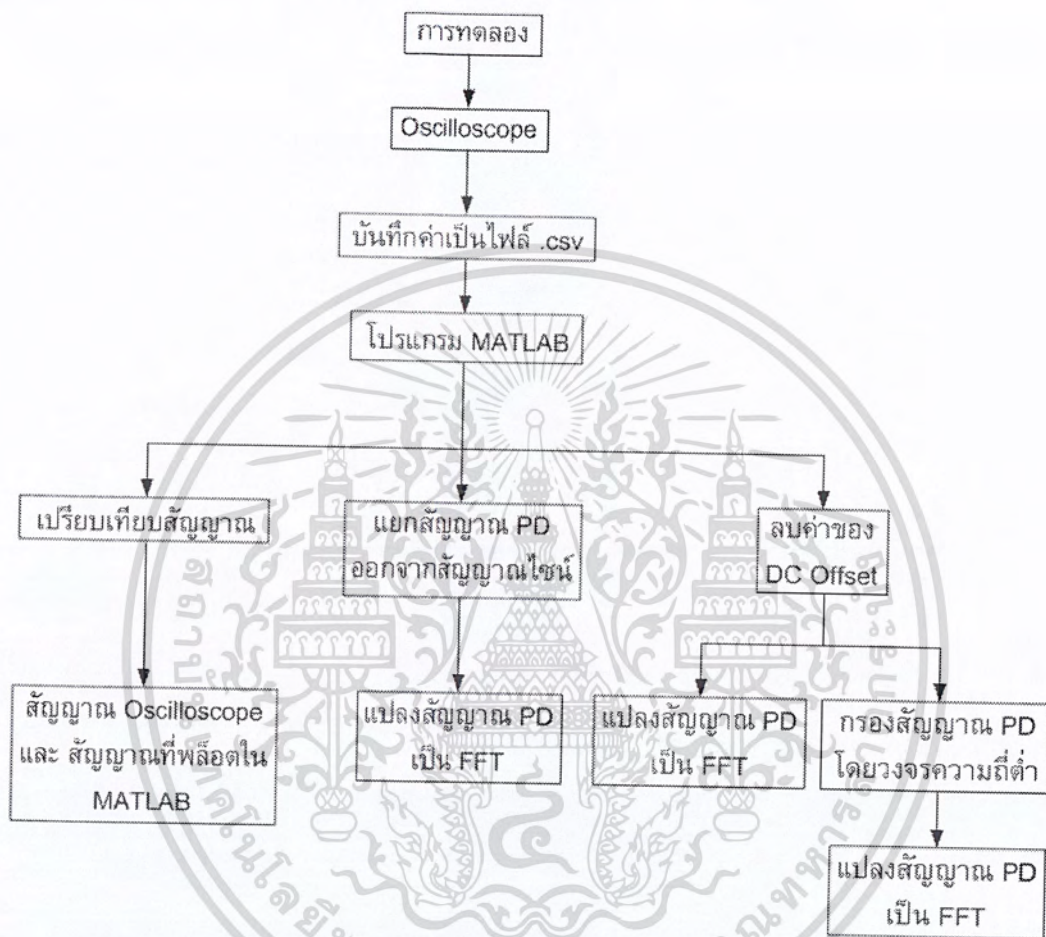 การทดลอง
Oscilloscope
บันทึกค่าเป็นไฟล์ .csv
โปรแกรม MATLAB
เปรียบเทียบสัญญาณ
แยกสัญญาณ PD
ออกจากสัญญาณไซน์
ลบค่าของ
DC Offset
สัญญาณ Oscilloscope
และ สัญญาณที่พล็อตใน
MATLAB
แปลงสัญญาณ PD
เป็น FFT
แปลงสัญญาณ PD
เป็น FFT
กรองสัญญาณ PD
โดยวงจรความถี่ต่ำ
แปลงสัญญาณ PD
เป็น FFT